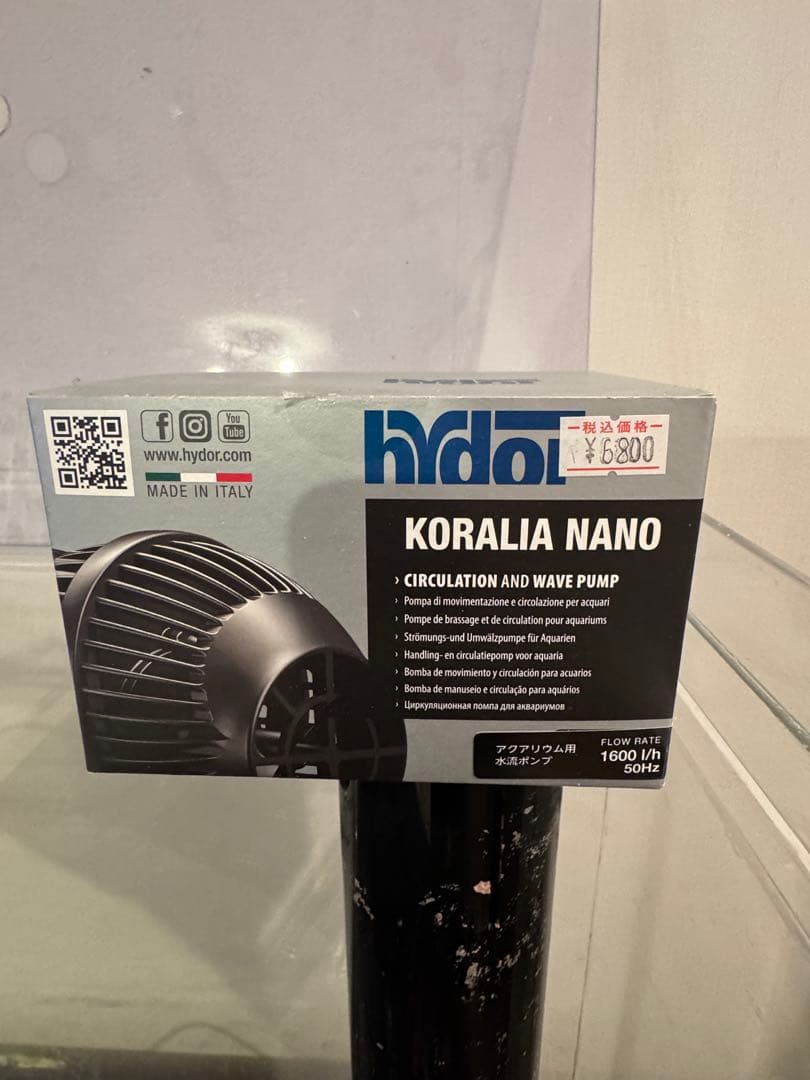 You
Tube
www.hydor.com
MADE IN ITALY
hydor
税込価格
¥6800
KORALIA NANO
› CIRCULATION AND WAVE PUMP
› Pompa di movimentazione e circolazione per acquari
› Pompe de brassage et de circulation pour aquariums
› Strömungs-und Umwälzpumpe für Aquarien
› Handling- en circulatiepomp voor aquaria
› Bomba de movimiento y circulación para acuarios
› Bomba de manuseio e circulação para aquários
› Циркуляционная помпа для аквариумов
アクアリウム用
水流ポンプ
FLOW RATE
1600 l/h
50Hz